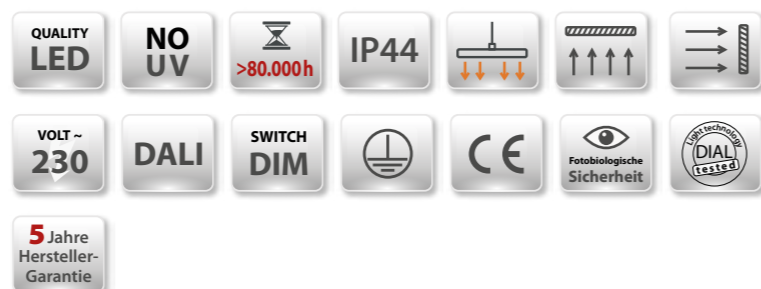 QUALITY
LED
NO
UV
>80.000h
IP44
VOLT ~
230
DALI
SWITCH
DIM
CE
Fotobiologische
Sicherheit
Light technology
DIAL
tested
5 Jahre
Hersteller-
Garantie